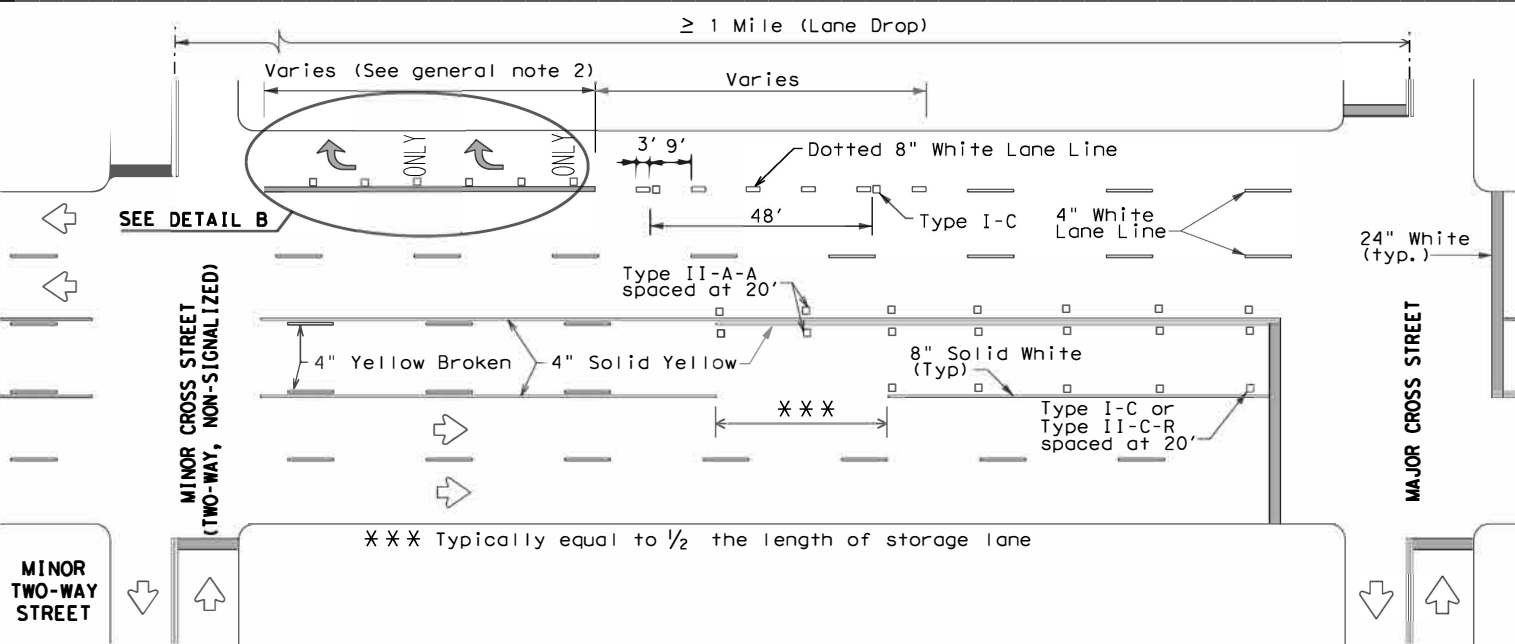 ≥ 1 Mile (Lane Drop)
Varies (See general note 2)
Varies
ONLY
ONLY
3' 9'
Dotted 8" White Lane Line
SEE DETAIL B
48'
Type I-C
4" White
Lane Line
24" White
(typ.)
Type II-A-A
spaced at 20'
MINOR CROSS STREET
(TWO-WAY, NON-SIGNALIZED)
4" Yellow Broken
4" Solid Yellow
8" Solid White
(Typ)
***
Type I-C or
Type II-C-R
spaced at 20'
MAJOR CROSS STREET
*** Typically equal to ½ the length of storage lane
MINOR
TWO-WAY
STREET